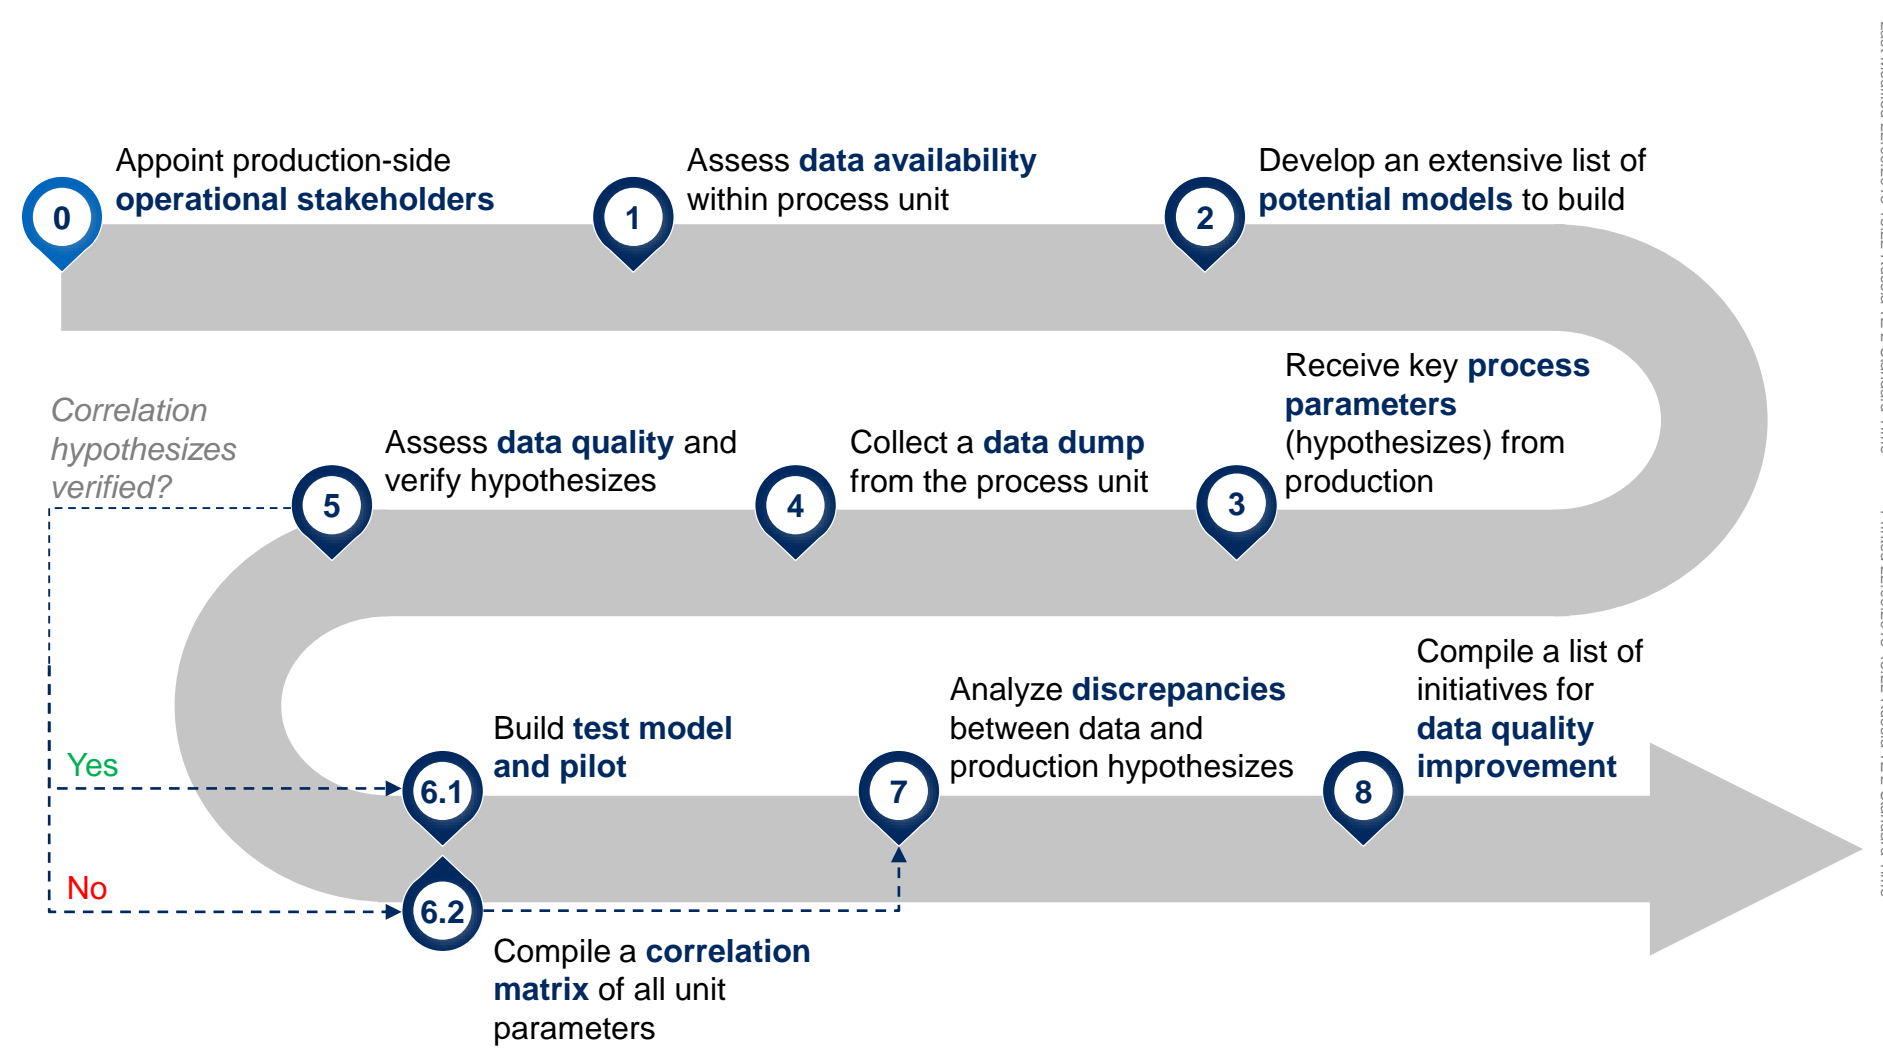 0
Appoint production-side
operational stakeholders
1
Assess data availability
within process unit
2
Develop an extensive list of
potential models to build
Receive key process
parameters
(hypothesizes) from
production
3
Collect a data dump
from the process unit
4
Assess data quality and
verify hypothesizes
5
Correlation
hypothesizes
verified?
Yes
No
6.1
Build test model
and pilot
6.2
Compile a correlation
matrix of all unit
parameters
7
Analyze discrepancies
between data and
production hypothesizes
8
Compile a list of
initiatives for
data quality
improvement